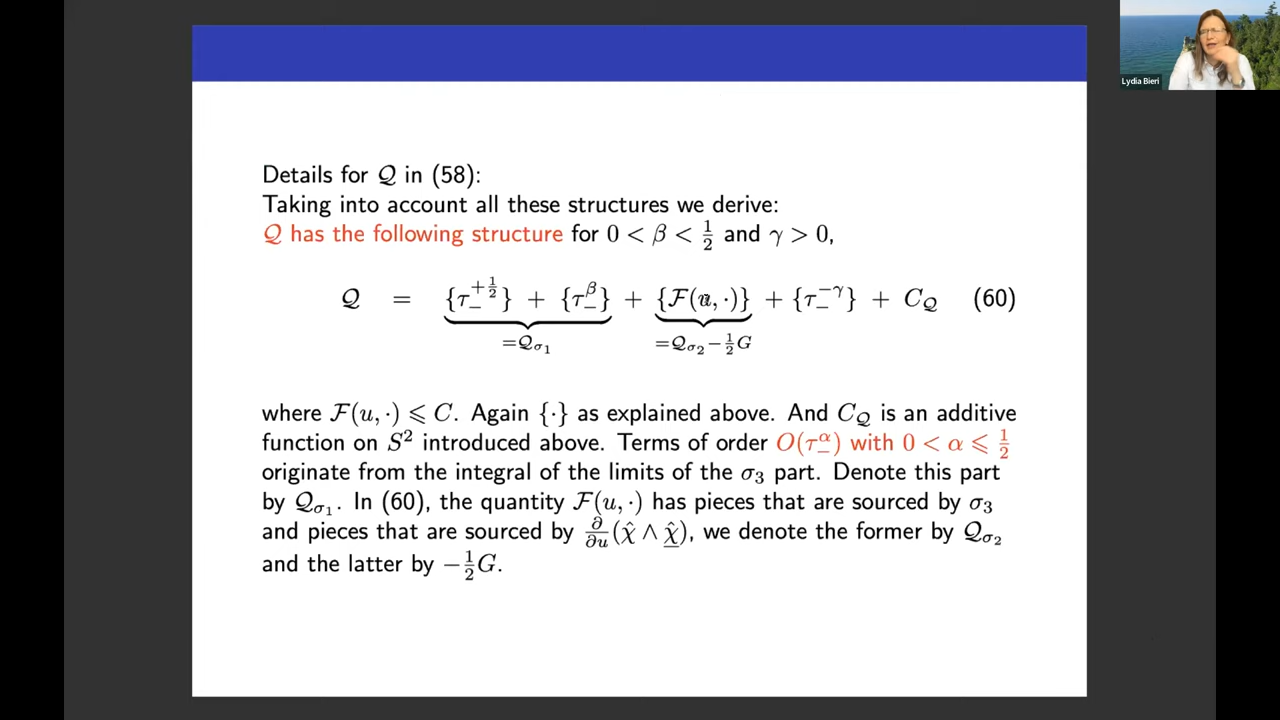 Lydia Bieri
Details for 𝒬 in (58):
Taking into account all these structures we derive:
𝒬 has the following structure for 0 < β < 1/2 and γ > 0,
𝒬 = {τ_-^{+1/2}} + {τ_-^β} + {ℱ(u, ·)} + {τ_-^{-γ}} + C_𝒬 (60)
=𝒬_{σ_1} =𝒬_{σ_2} − 1/2 G
where ℱ(u, ·) ⩽ C. Again {·} as explained above. And C_𝒬 is an additive
function on S² introduced above. Terms of order O(τ_-^α) with 0 < α ⩽ 1/2
originate from the integral of the limits of the σ₃ part. Denote this part
by 𝒬_{σ_1}. In (60), the quantity ℱ(u, ·) has pieces that are sourced by σ₃
and pieces that are sourced by ∂/∂u (χ̂ ∧ χ̲̂), we denote the former by 𝒬_{σ_2}
and the latter by −1/2 G.